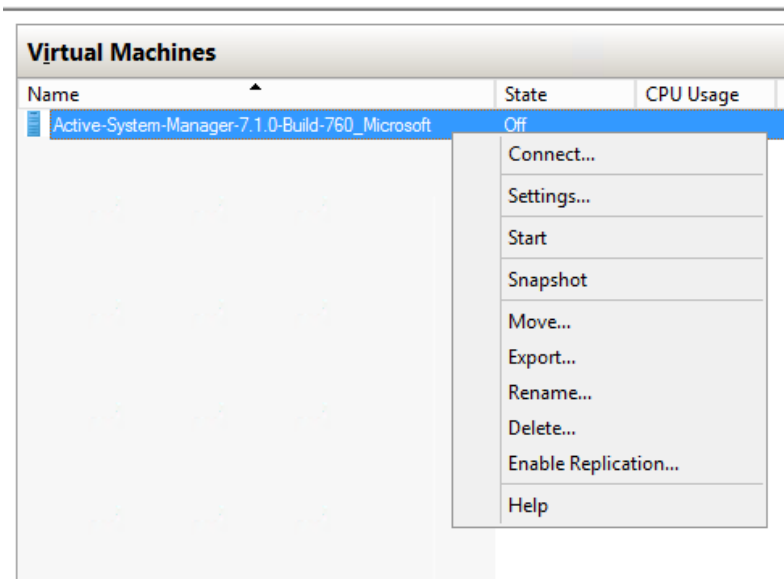 Virtual Machines
Name State CPU Usage
Active-System-Manager-7.1.0-Build-760_Microsoft Off
Connect...
Settings...
Start
Snapshot
Move...
Export...
Rename...
Delete...
Enable Replication...
Help